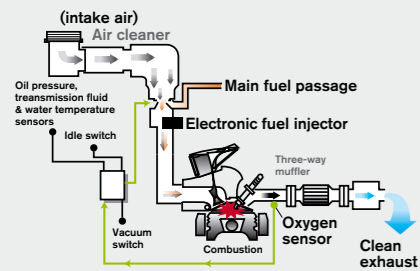 (intake air)
Air cleaner
Oil pressure,
transmission fluid
& water temperature
sensors
Idle switch
Main fuel passage
Electronic fuel injector
Three-way
muffler
Vacuum
switch
Combustion
Oxygen
sensor
Clean
exhaust